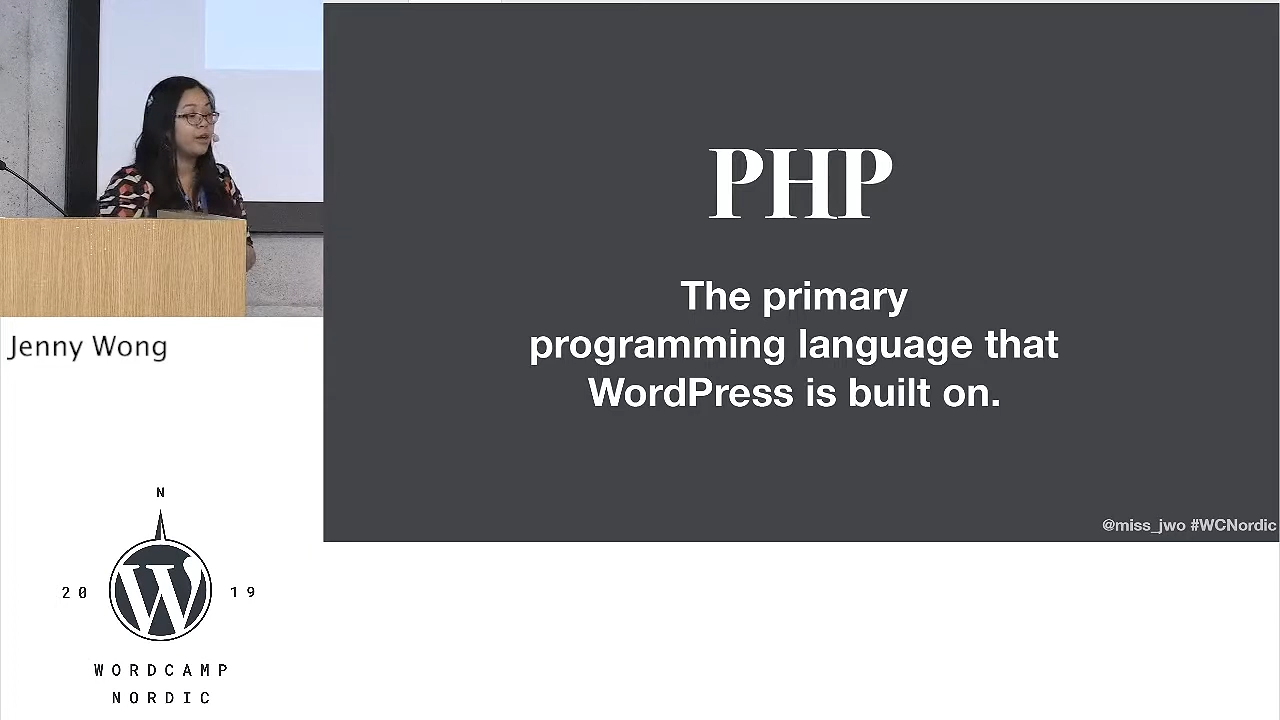 PHP
The primary
programming language that
WordPress is built on.
@miss_jwo #WCNordic
Jenny Wong
N
20 19
WORDCAMP
NORDIC